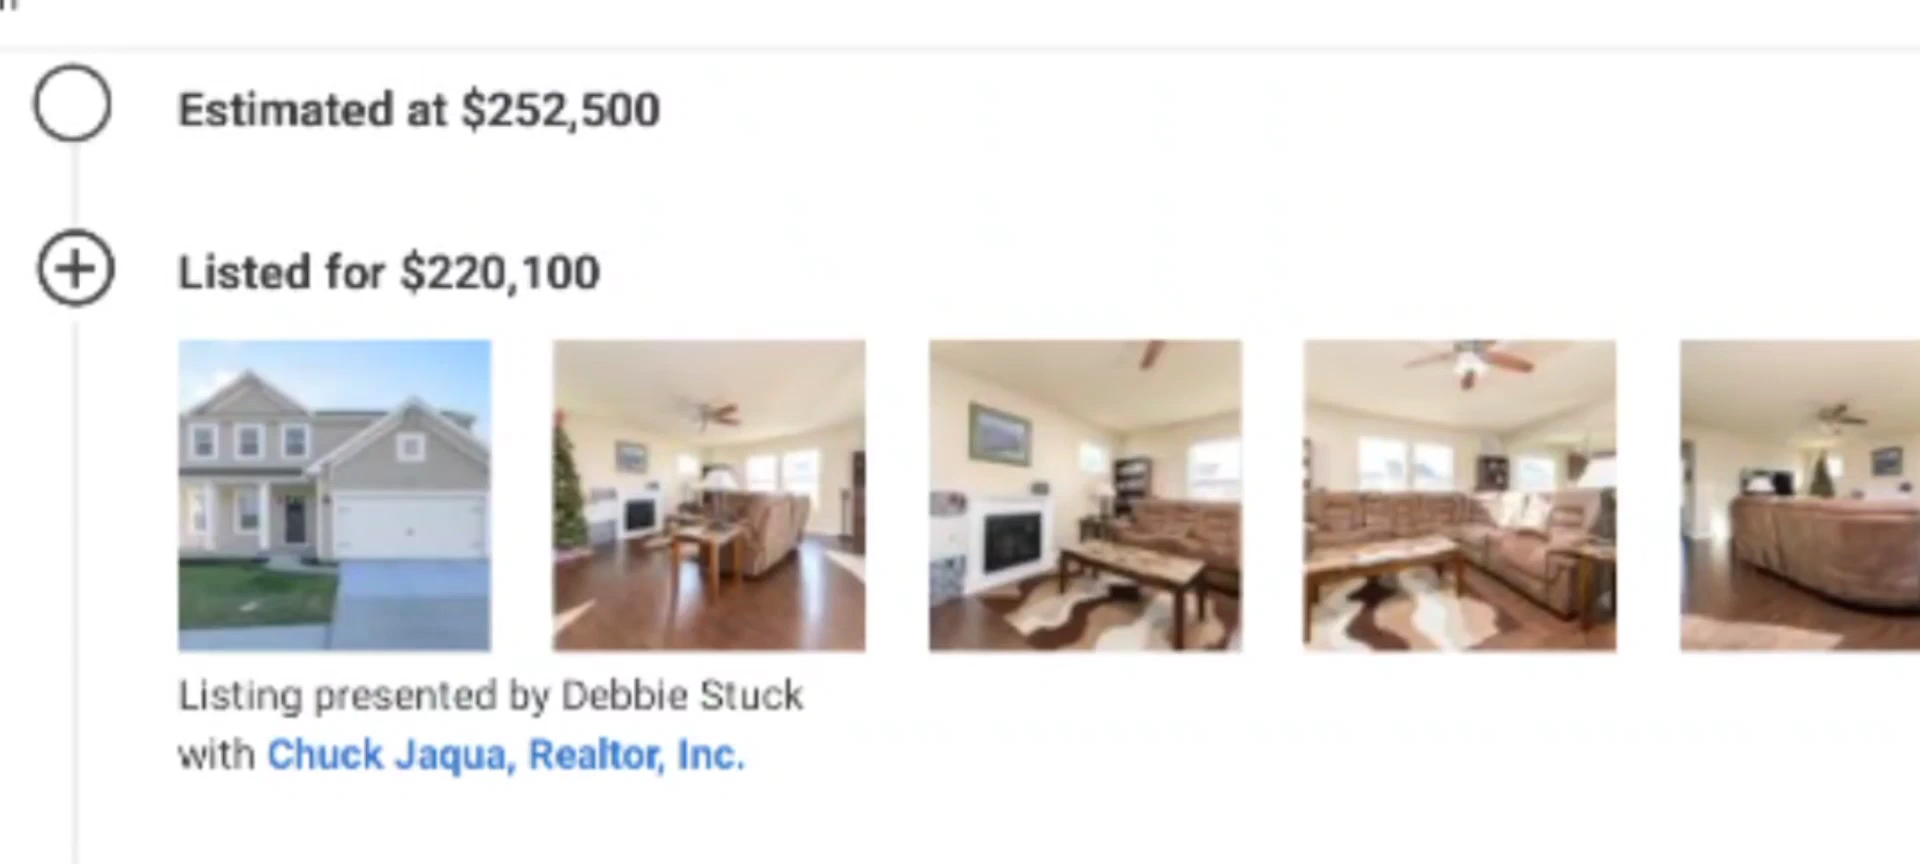 Estimated at $252,500
Listed for $220,100
Listing presented by Debbie Stuck
with Chuck Jaqua, Realtor, Inc.